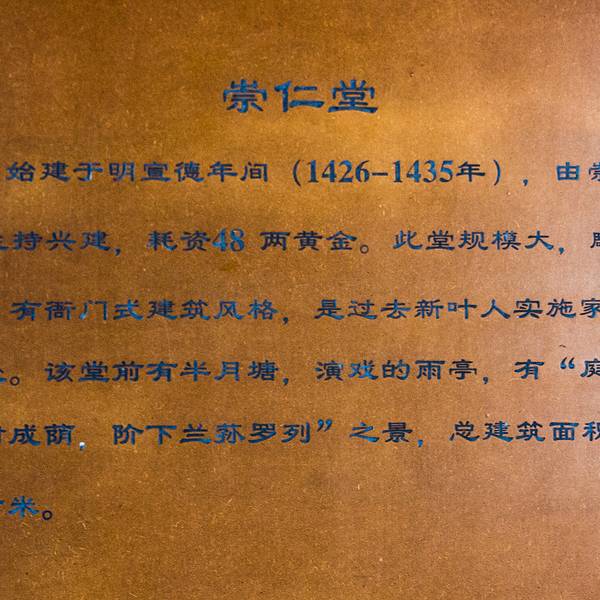 崇仁堂
始建于明宣德年间（1426-1435年），由崇
持兴建，耗资48 两黄金。此堂规模大，
有衙门式建筑风格，是过去新叶人实施家
。该堂前有半月塘，演戏的雨亭，有“庭
成荫，阶下兰荪罗列”之景，总建筑面积
米。